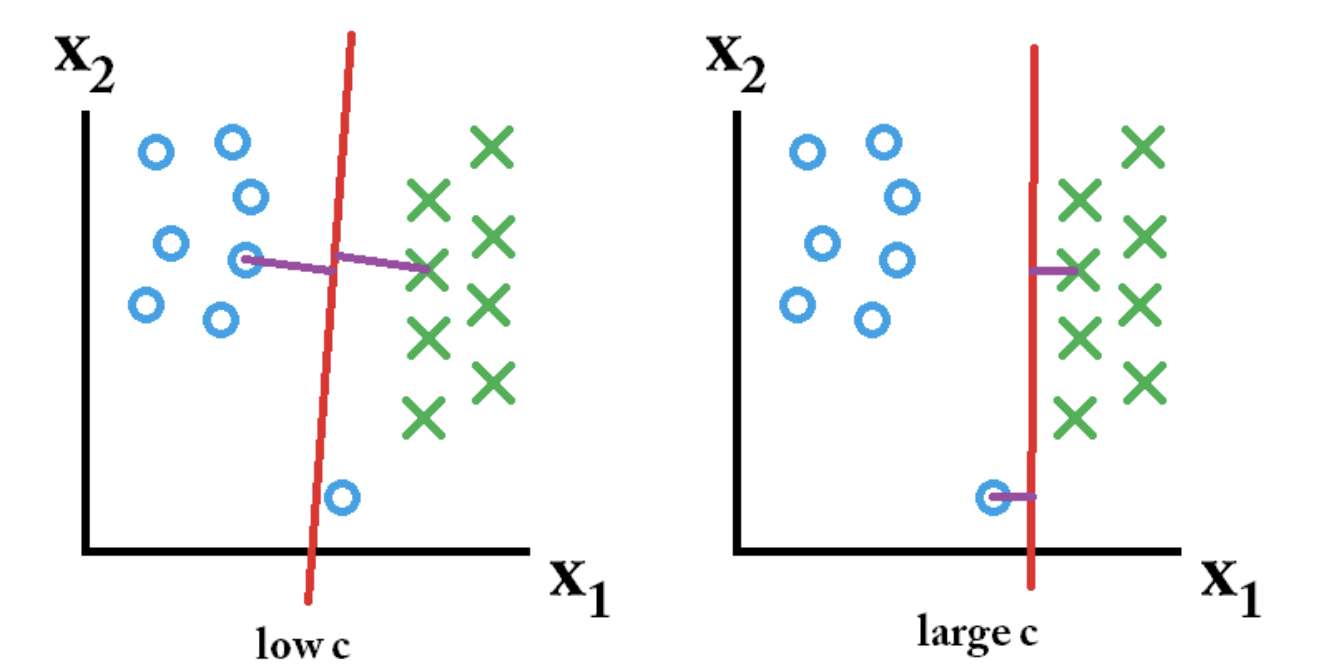 x₂
x₁
low c
x₂
x₁
large c